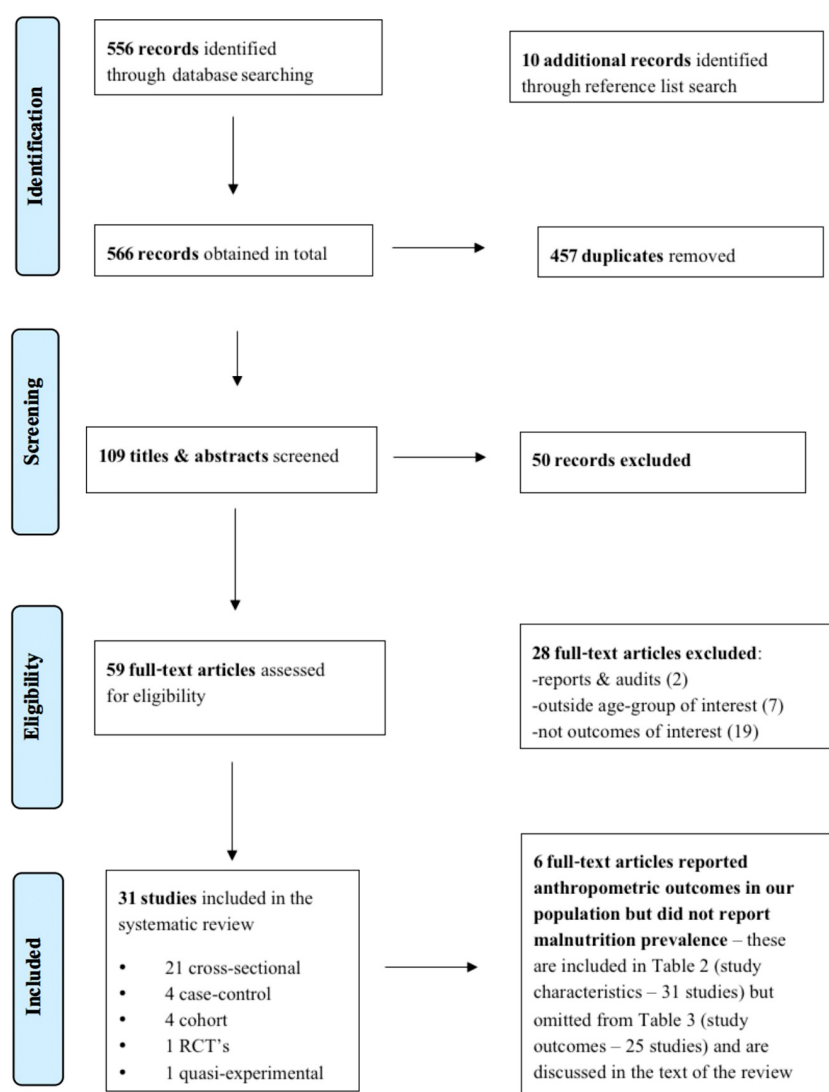 Identification
556 records identified
through database searching
10 additional records identified
through reference list search
566 records obtained in total
457 duplicates removed
Screening
109 titles & abstracts screened
50 records excluded
Eligibility
59 full-text articles assessed
for eligibility
28 full-text articles excluded:
-reports & audits (2)
-outside age-group of interest (7)
-not outcomes of interest (19)
Included
31 studies included in the
systematic review
• 21 cross-sectional
• 4 case-control
• 4 cohort
• 1 RCT's
• 1 quasi-experimental
6 full-text articles reported
anthropometric outcomes in our
population but did not report
malnutrition prevalence – these
are included in Table 2 (study
characteristics – 31 studies) but
omitted from Table 3 (study
outcomes – 25 studies) and are
discussed in the text of the review